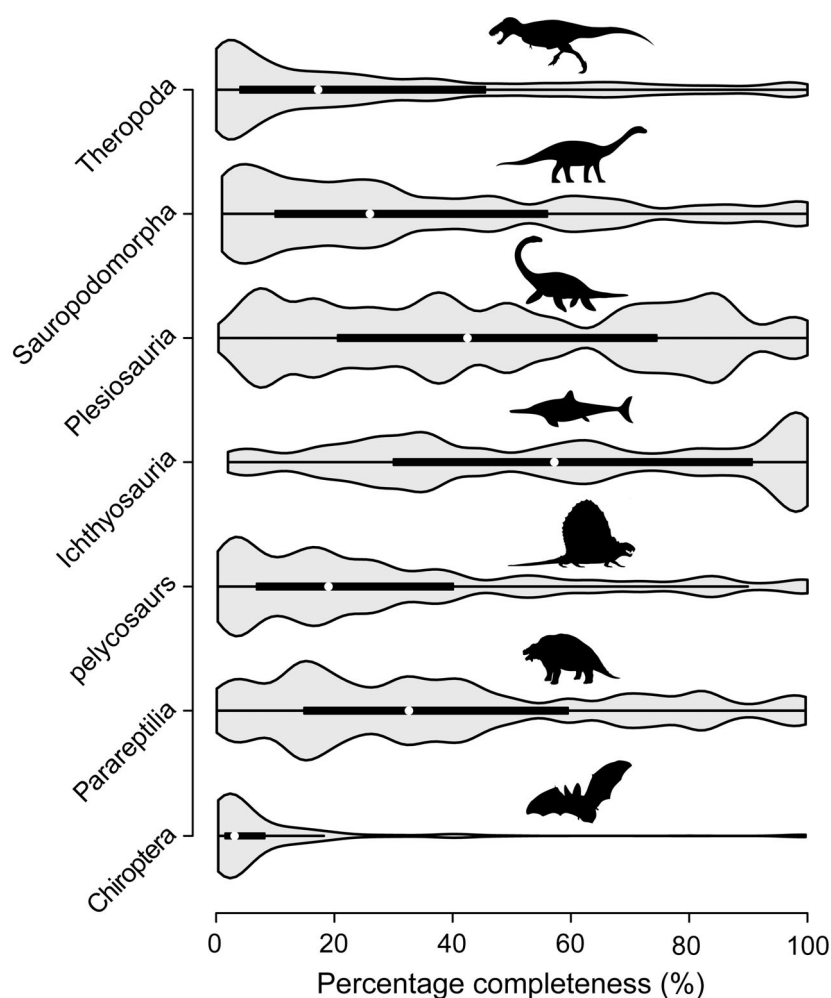 Theropoda
Sauropodomorpha
Plesiosauria
Ichthyosauria
pelycosaurs
Parareptilia
Chiroptera
0 20 40 60 80 100
Percentage completeness (%)